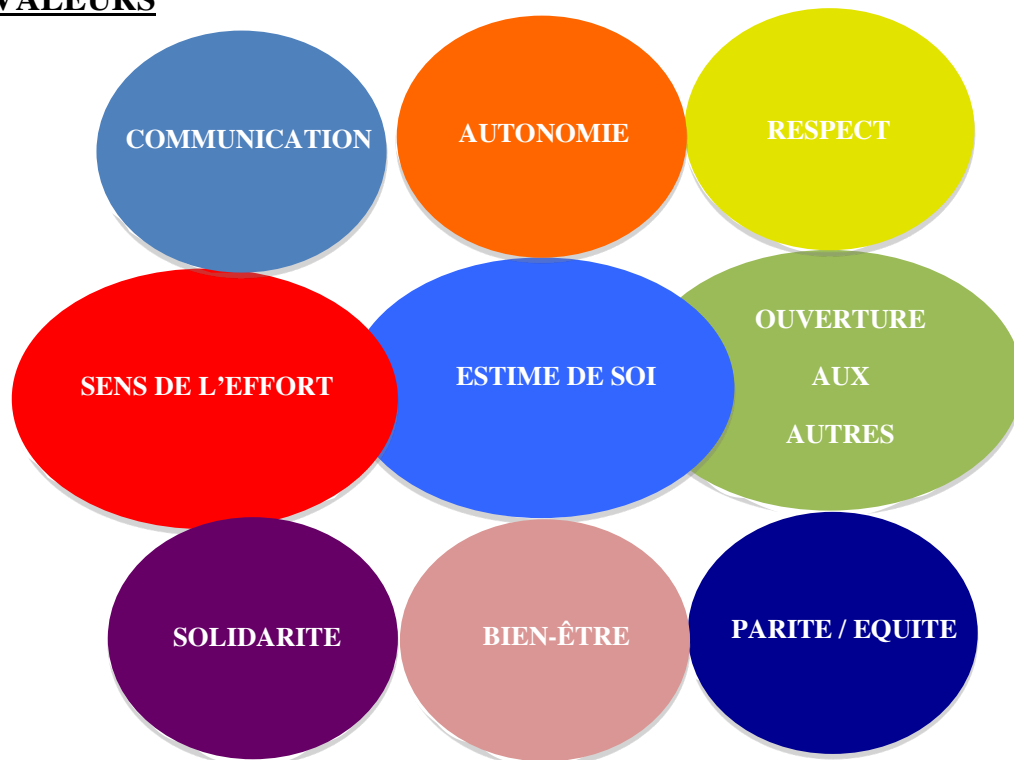 VALEURS
COMMUNICATION
AUTONOMIE
RESPECT
SENS DE L’EFFORT
ESTIME DE SOI
OUVERTURE
AUX
AUTRES
SOLIDARITE
BIEN-ÊTRE
PARITE / EQUITE